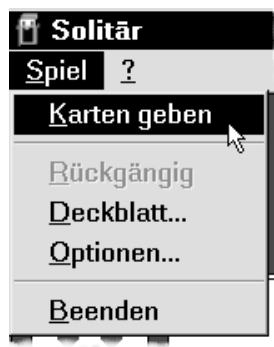 Solitär
Spiel ?
Karten geben
Rückgängig
Deckblatt...
Optionen...
Beenden